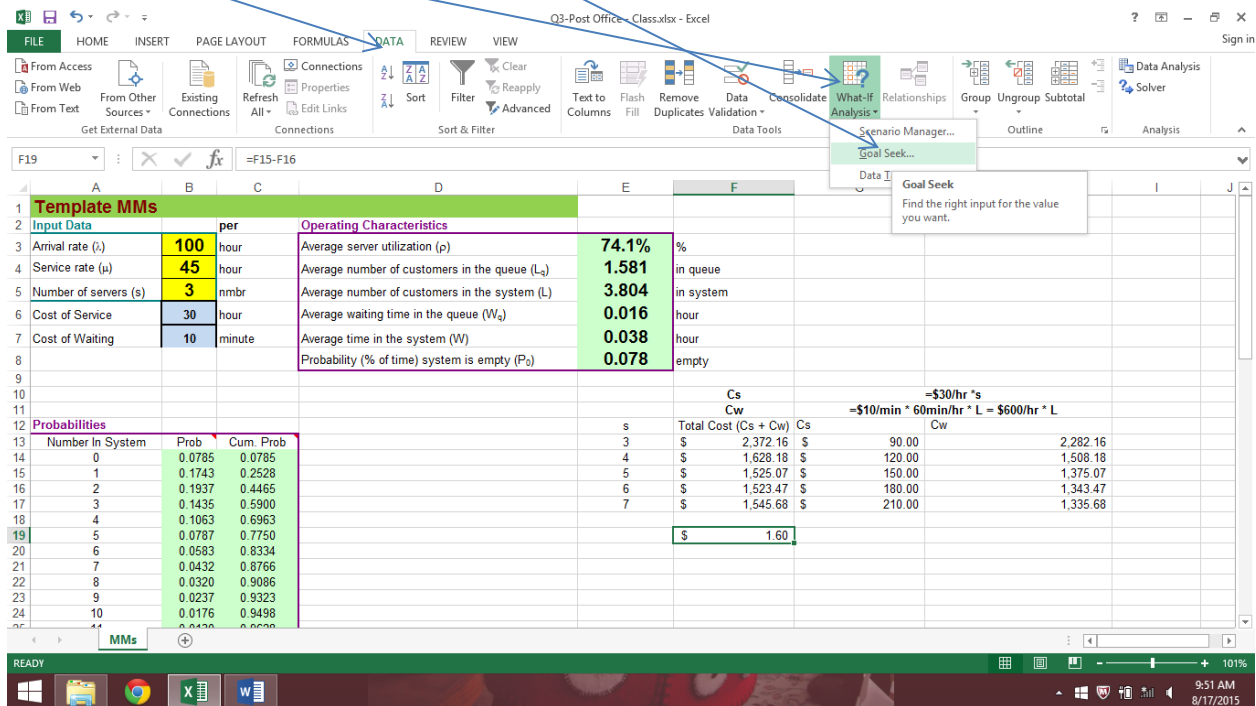 Q3-Post Office - Class.xlsx - Excel
FILE HOME INSERT PAGE LAYOUT FORMULAS DATA REVIEW VIEW Sign in
From Access
From Web
From Text
From Other Sources
Get External Data
Existing Connections
Refresh All
Connections
Properties
Edit Links
Connections
Sort
Filter
Clear
Reapply
Advanced
Sort & Filter
Text to Columns
Flash Fill
Remove Duplicates
Data Validation
Consolidate
What-If Analysis
Relationships
Data Tools
Group
Ungroup
Subtotal
Outline
Data Analysis
Solver
Analysis
Scenario Manager...
Goal Seek...
Data T
Goal Seek
Find the right input for the value
you want.
F19 fx =F15-F16
A B C D E F I J
1 Template MMs
2 Input Data per Operating Characteristics
3 Arrival rate (λ) 100 hour Average server utilization (ρ) 74.1% %
4 Service rate (μ) 45 hour Average number of customers in the queue (Lq) 1.581 in queue
5 Number of servers (s) 3 nmbr Average number of customers in the system (L) 3.804 in system
6 Cost of Service 30 hour Average waiting time in the queue (Wq) 0.016 hour
7 Cost of Waiting 10 minute Average time in the system (W) 0.038 hour
8 Probability (% of time) system is empty (P0) 0.078 empty
9
10 Cs =$30/hr *s
11 Cw =$10/min * 60min/hr * L = $600/hr * L
12 Probabilities s Total Cost (Cs + Cw) Cs Cw
13 Number In System Prob Cum. Prob 3 $ 2,372.16 $ 90.00 2,282.16
14 0 0.0785 0.0785 4 $ 1,628.18 $ 120.00 1,508.18
15 1 0.1743 0.2528 5 $ 1,525.07 $ 150.00 1,375.07
16 2 0.1937 0.4465 6 $ 1,523.47 $ 180.00 1,343.47
17 3 0.1435 0.5900 7 $ 1,545.68 $ 210.00 1,335.68
18 4 0.1063 0.6963
19 5 0.0787 0.7750 $ 1.60
20 6 0.0583 0.8334
21 7 0.0432 0.8766
22 8 0.0320 0.9086
23 9 0.0237 0.9323
24 10 0.0176 0.9498
MMs
READY 101%
9:51 AM
8/17/2015